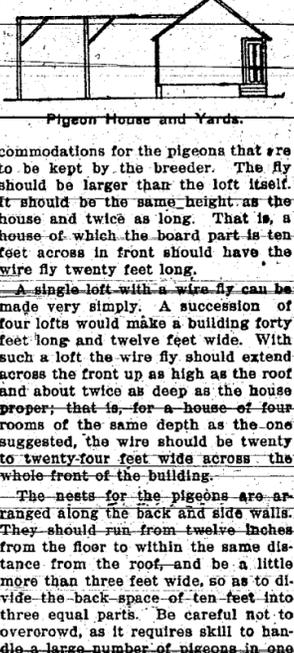 Pigeon House and Yards.
commodations for the pigeons that are
to be kept by the breeder. The fly
should be larger than the loft itself.
It should be the same height as the
house and twice as long. That is, a
house of which the board part is ten
feet across in front should have the
wire fly twenty feet long.
A single loft with a wire fly can be
made very simply. A succession of
four lofts would make a building forty
feet long and twelve feet wide. With
such a loft the wire fly should extend
across the front up as high as the roof
and about twice as deep as the house
proper; that is, for a house of four
rooms of the same depth as the one
suggested, the wire should be twenty
to twenty-four feet wide across the
whole front of the building.
The nests for the pigeons are ar-
ranged along the back and side walls.
They should run from twelve inches
from the floor to within the same dis-
tance from the roof, and be a little
more than three feet wide, so as to di-
vide the back space of ten feet into
three equal parts. Be careful not to
overcrowd, as it requires skill to han-
dle a large number of pigeons in one